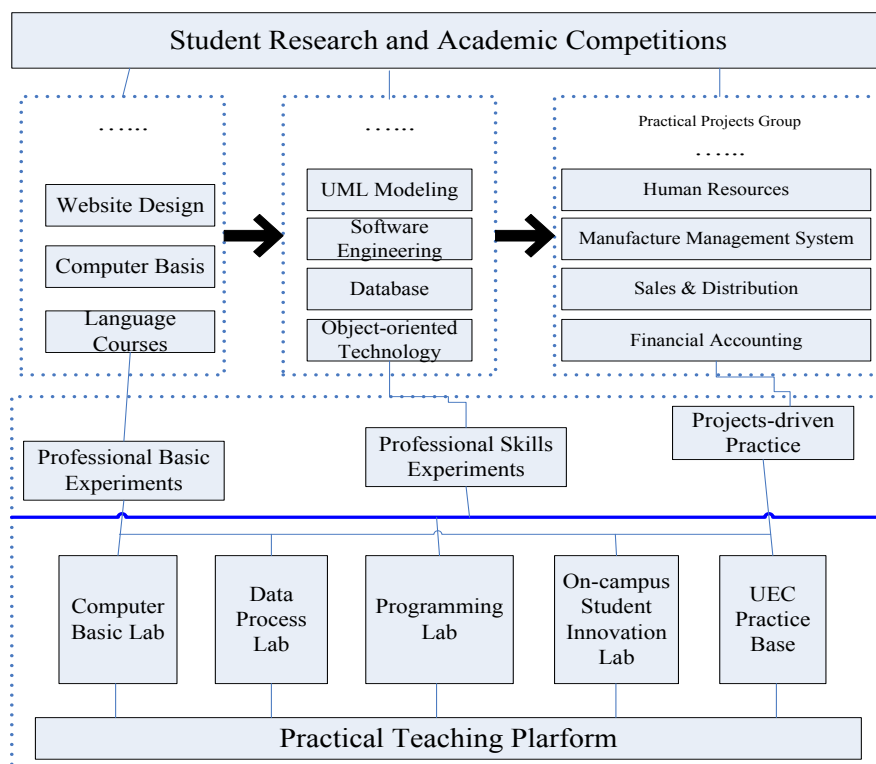 Student Research and Academic Competitions
…...
Website Design
Computer Basis
Language
Courses
…...
UML Modeling
Software
Engineering
Database
Object-oriented
Technology
Practical Projects Group
…...
Human Resources
Manufacture Management System
Sales & Distribution
Financial Accounting
Professional Basic
Experiments
Professional Skills
Experiments
Projects-driven
Practice
Computer
Basic Lab
Data
Process
Lab
Programming
Lab
On-campus
Student
Innovation
Lab
UEC
Practice
Base
Practical Teaching Plarform